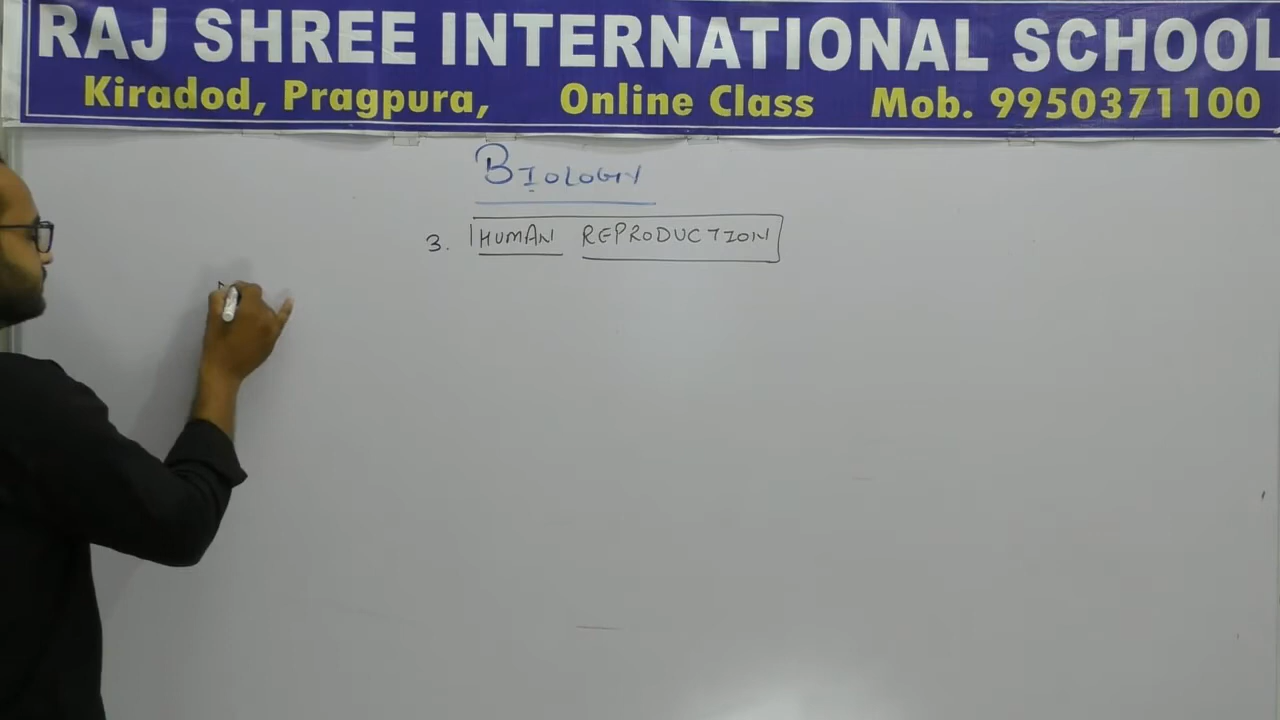 RAJ SHREE INTERNATIONAL SCHOOL
Kiradod, Pragpura, Online Class Mob. 9950371100
BIOLOGY
3. HUMAN REPRODUCTION